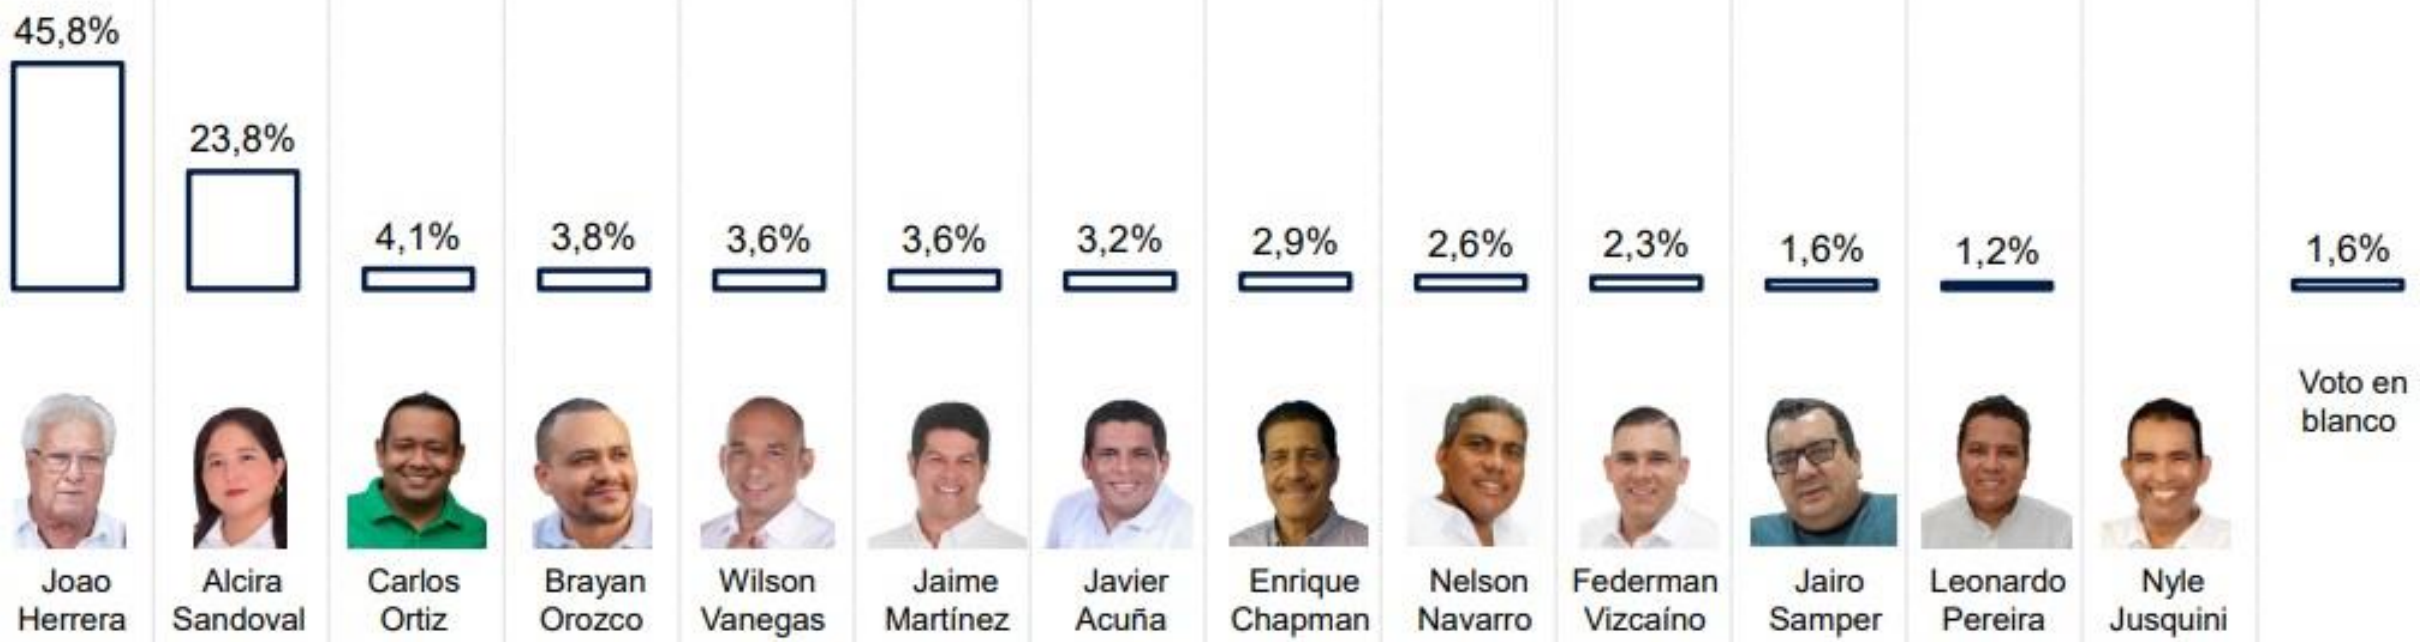 45,8%
23,8%
4,1%
3,8%
3,6%
3,6%
3,2%
2,9%
2,6%
2,3%
1,6%
1,2%
1,6%
Joao
Herrera
Alcira
Sandoval
Carlos
Ortiz
Brayan
Orozco
Wilson
Vanegas
Jaime
Martínez
Javier
Acuña
Enrique
Chapman
Nelson
Navarro
Federman
Vizcaíno
Jairo
Samper
Leonardo
Pereira
Nyle
Jusquini
Voto en
blanco